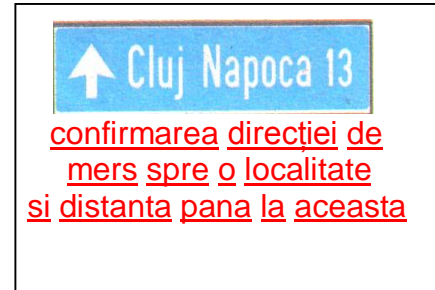 Cluj Napoca 13
confirmarea direcției de
mers spre o localitate
si distanta pana la aceasta